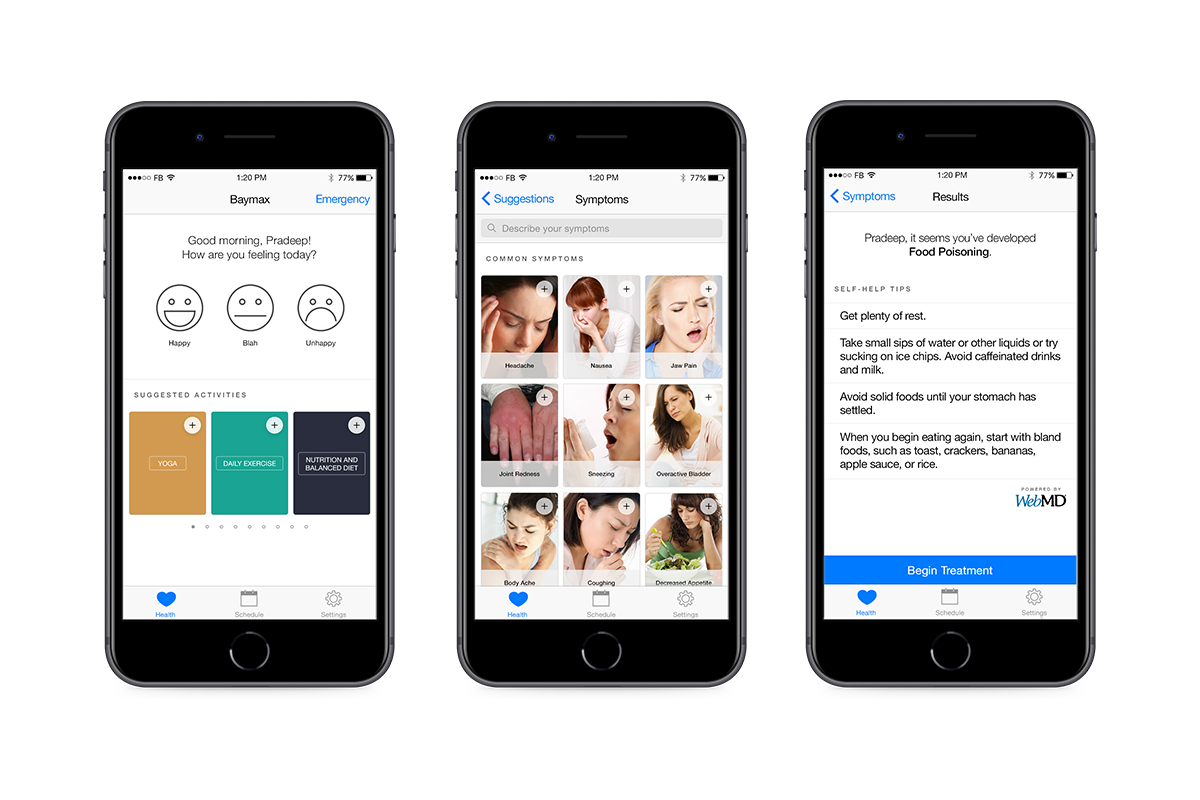 ●●●○○ FB 1:20 PM 77%
Baymax Emergency
Good morning, Pradeep!
How are you feeling today?
Happy Blah Unhappy
SUGGESTED ACTIVITIES
YOGA
DAILY EXERCISE
NUTRITION AND
BALANCED DIET
Health Schedule Settings
●●●○○ FB 1:20 PM 77%
Suggestions Symptoms
Describe your symptoms
COMMON SYMPTOMS
Headache Nausea Jaw Pain
Joint Redness Sneezing Overactive Bladder
Body Ache Coughing Decreased Appetite
Health Schedule Settings
●●●○○ FB 1:20 PM 77%
Symptoms Results
Pradeep, it seems you've developed
Food Poisoning.
SELF-HELP TIPS
Get plenty of rest.
Take small sips of water or other liquids or try
sucking on ice chips. Avoid caffeinated drinks
and milk.
Avoid solid foods until your stomach has
settled.
When you begin eating again, start with bland
foods, such as toast, crackers, bananas,
apple sauce, or rice.
POWERED BY
WebMD
Begin Treatment
Health Schedule Settings